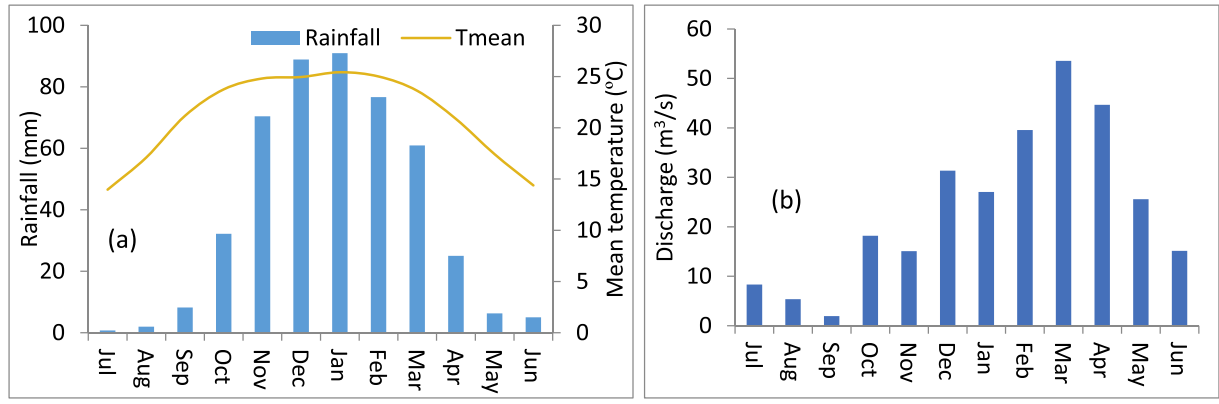 Rainfall Tmean
Rainfall (mm)
100
80
60
40
20
0
(a)
Mean temperature (ºC)
30
25
20
15
10
5
0
Jul Aug Sep Oct Nov Dec Jan Feb Mar Apr May Jun
Discharge (m³/s)
60
50
40
30
20
10
0
(b)
Jul Aug Sep Oct Nov Dec Jan Feb Mar Apr May Jun